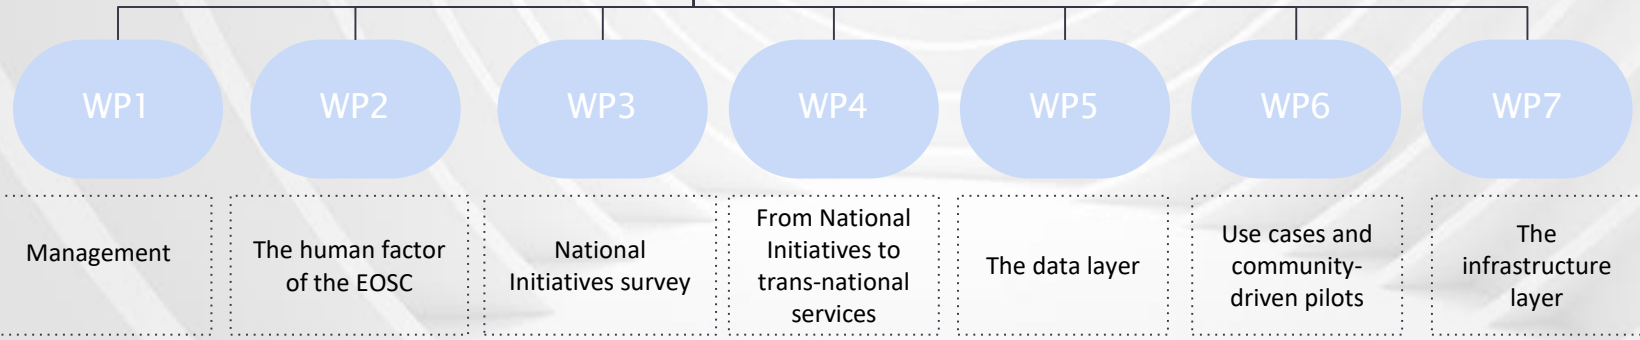 WP1
WP2
WP3
WP4
WP5
WP6
WP7
Management
The human factor
of the EOSC
National
Initiatives survey
From National
Initiatives to
trans-national
services
The data layer
Use cases and
community-
driven pilots
The
infrastructure
layer